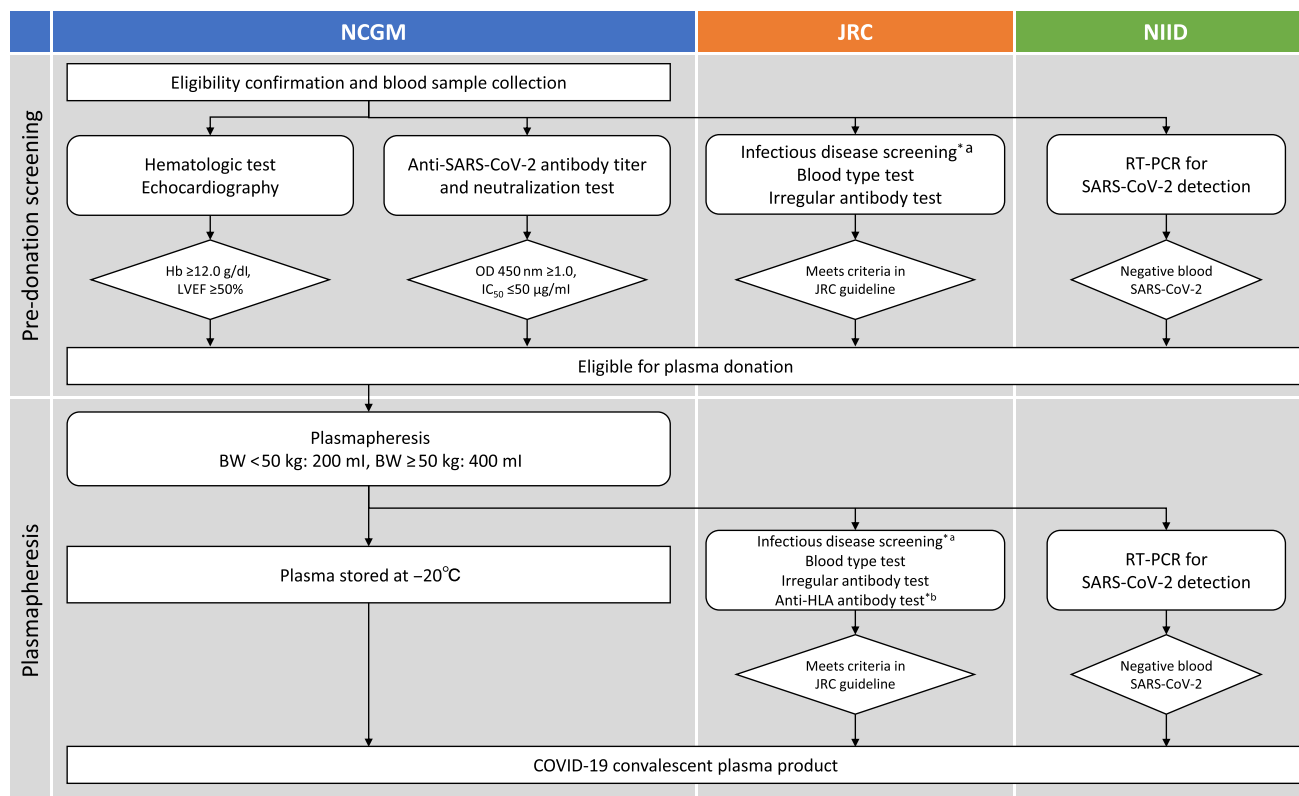 NCGM
JRC
NIID
Pre-donation screening
Eligibility confirmation and blood sample collection
Hematologic test
Echocardiography
Anti-SARS-CoV-2 antibody titer
and neutralization test
Infectious disease screening*a
Blood type test
Irregular antibody test
RT-PCR for
SARS-CoV-2 detection
Hb ≥12.0 g/dl,
LVEF ≥50%
OD 450 nm ≥1.0,
IC50 ≤50 µg/ml
Meets criteria in
JRC guideline
Negative blood
SARS-CoV-2
Eligible for plasma donation
Plasmapheresis
Plasmapheresis
BW <50 kg: 200 ml, BW ≥50 kg: 400 ml
Plasma stored at −20℃
Infectious disease screening*a
Blood type test
Irregular antibody test
Anti-HLA antibody test*b
RT-PCR for
SARS-CoV-2 detection
Meets criteria in
JRC guideline
Negative blood
SARS-CoV-2
COVID-19 convalescent plasma product